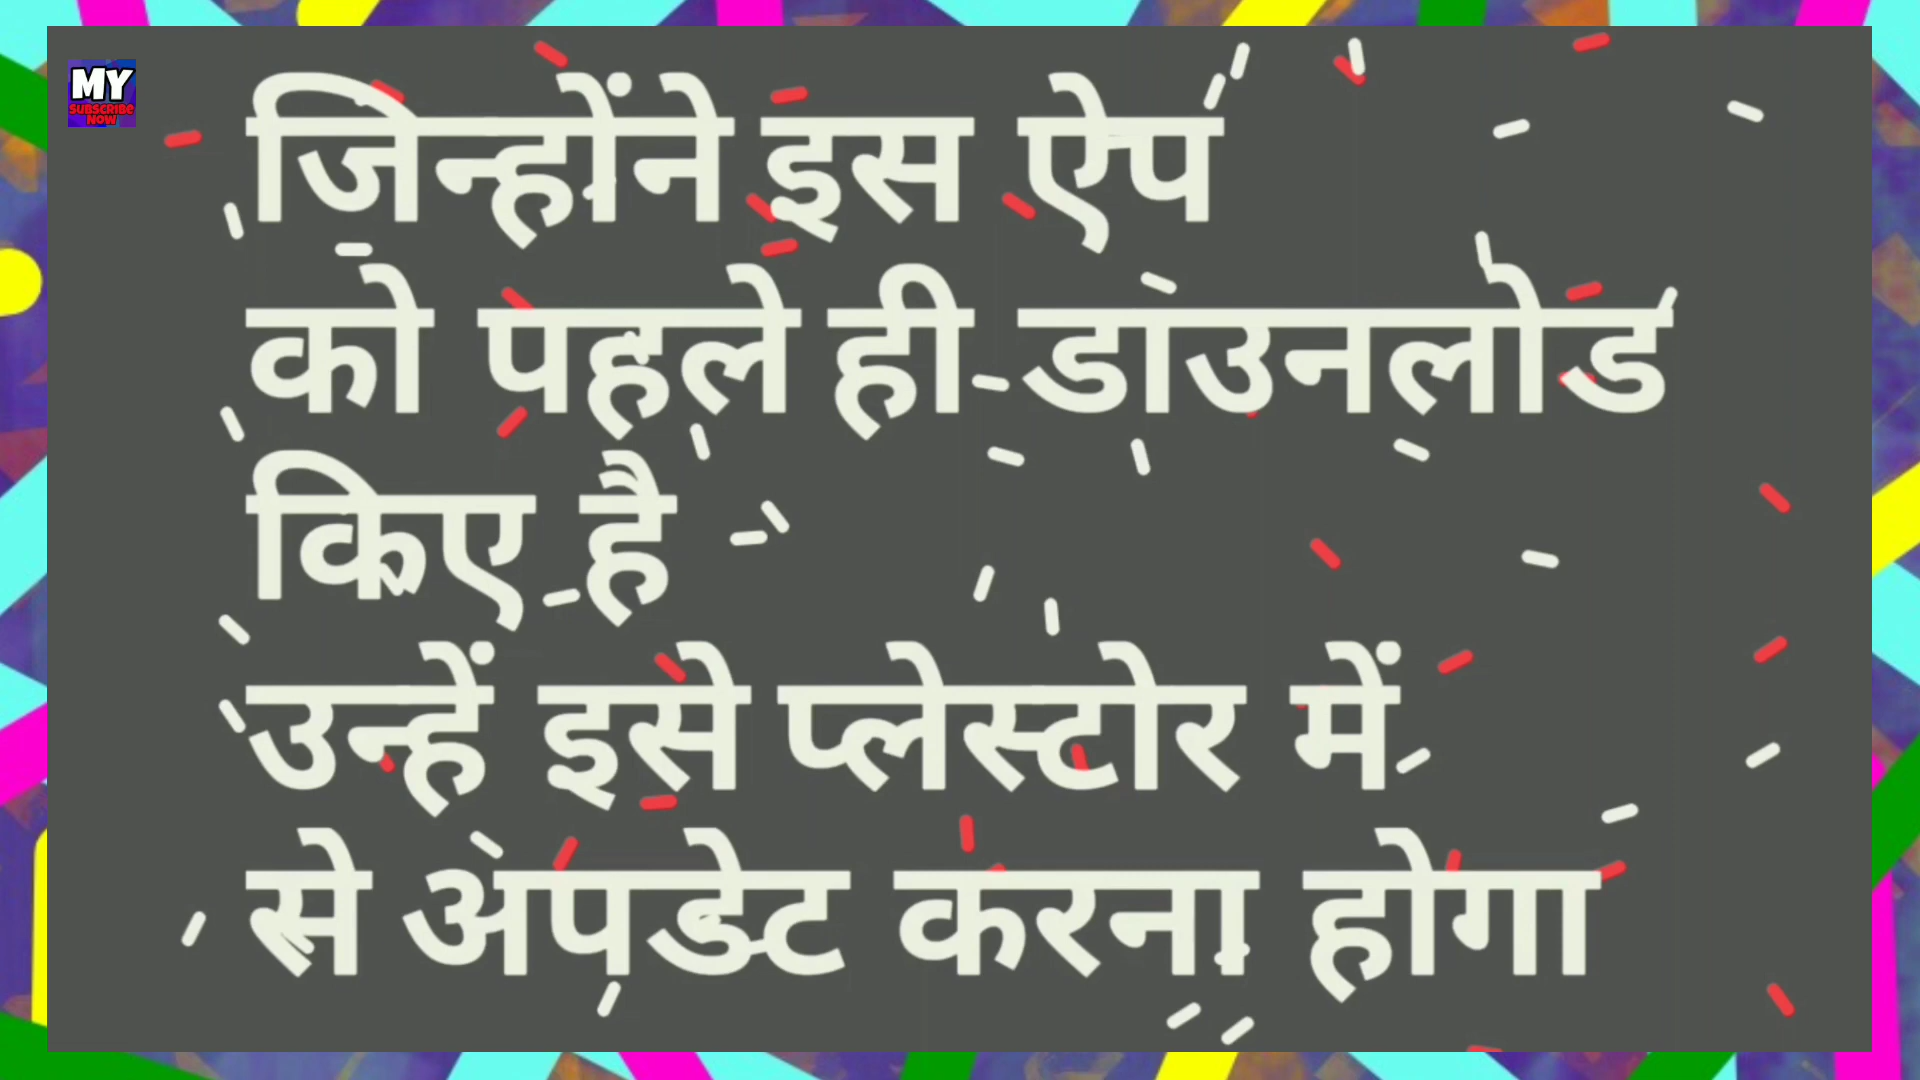 MY
SUBSCRIBE
NOW
जिन्होंने इस ऐप
को पहले ही डाउनलोड
किए है
उन्हें इसे प्लेस्टोर में
से अपडेट करना होगा